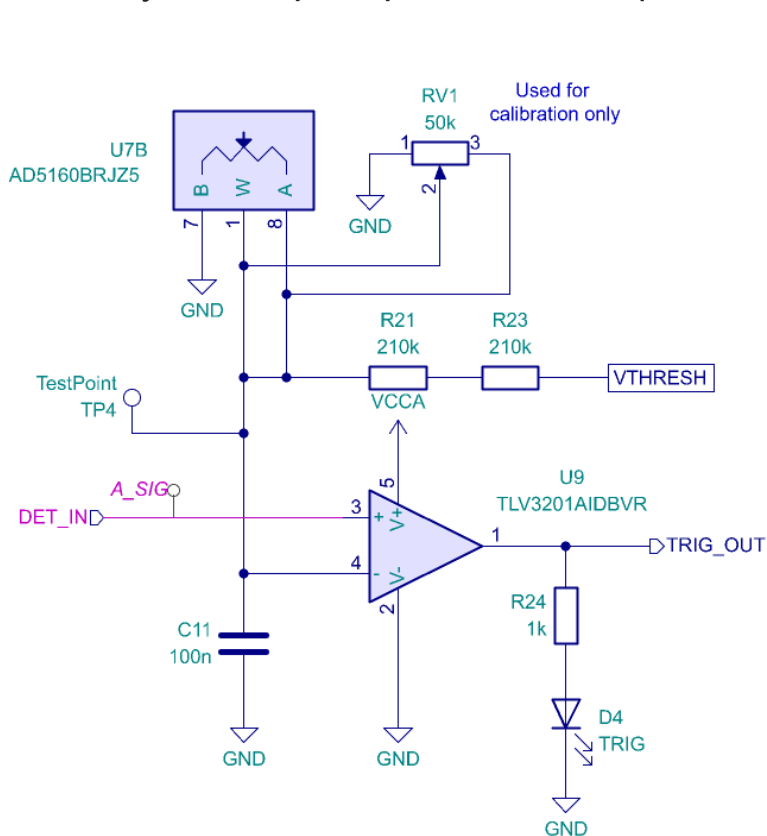 Used for
calibration only
RV1
50k
1
3
2
U7B
AD5160BRJZ5
B
W
A
7
1
8
GND
GND
R21
210k
R23
210k
VTHRESH
TestPoint
TP4
VCCA
A_SIG
DET_IN
5
3
+
V+
4
-
V-
2
U9
TLV3201AIDBVR
1
TRIG_OUT
R24
1k
C11
100n
D4
TRIG
GND
GND
GND